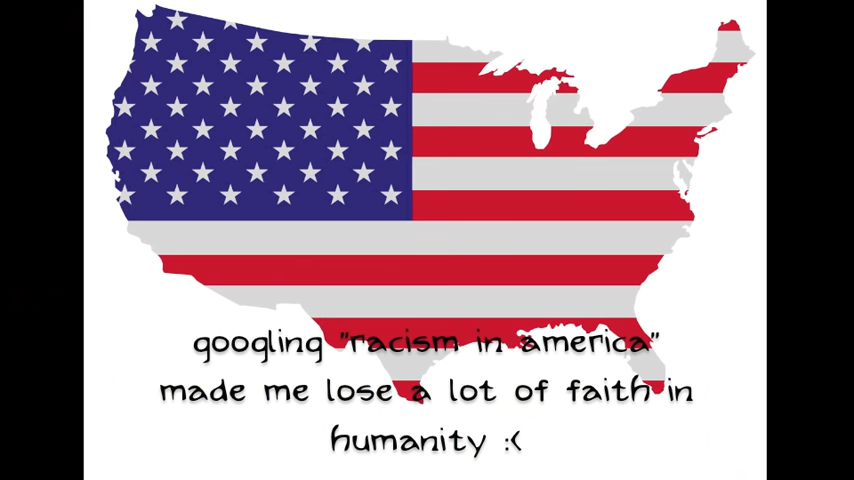 googling "racism in america"
made me lose a lot of faith in
humanity :(